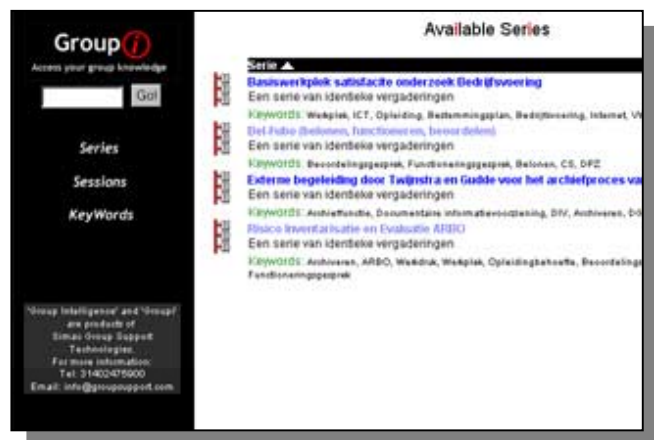 Group i
Access your group knowledge
Go!
Series
Sessions
KeyWords
'Group Intelligence' and 'Groupi'
are products of
Simac Group Support
Technologies.
For more information:
Tel: 31402475900
Email: info@groupsupport.com
Available Series
Serie
Basiswerkplek satisfacite onderzoek Bedrijfsvoering
Een serie van identieke vergaderingen
Keywords: Werkplek, ICT, Opleiding, Bestemmingsplan, Bedrijfsvoering, Internet,
Bel-Fubo (belonen, functioneren, beoordelen)
Een serie van identieke vergaderingen
Keywords: Beoordelingsgesprek, Functioneringsgesprek, Belonen, CS, DPZ
Externe begeleiding door Twijnstra en Gudde voor het archiefproces va
Een serie van identieke vergaderingen
Keywords: Archieffunctie, Documentaire informatievoorziening, DIV, Archiveren,
Risico Inventarisatie en Evaluatie ARBO
Een serie van identieke vergaderingen
Keywords: Archiveren, ARBO, Werkdruk, Werkplek, Opleidingbehoefte, Beoordelings
Functioneringsgesprek